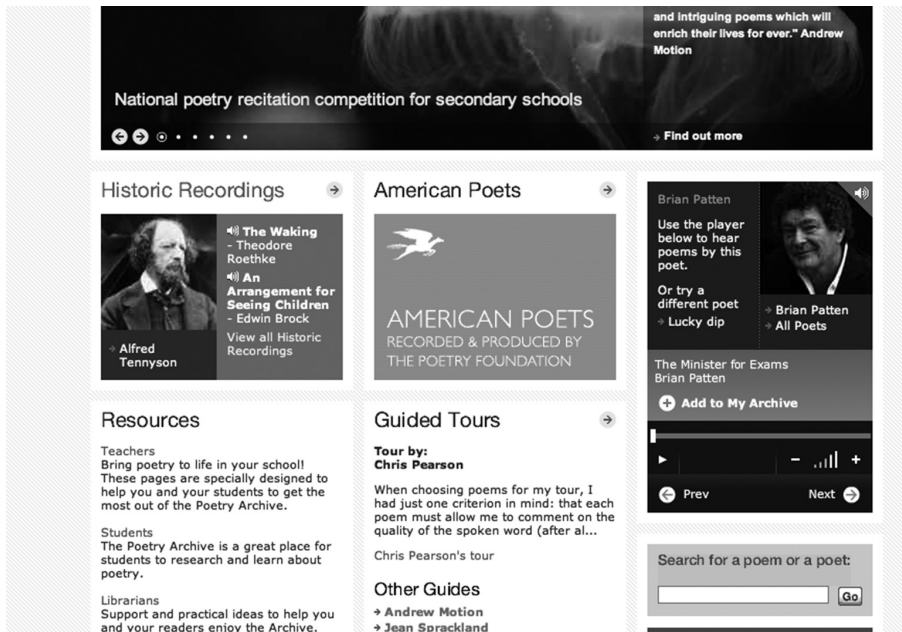 and intriguing poems which will
enrich their lives for ever." Andrew
Motion
National poetry recitation competition for secondary schools
Find out more
Historic Recordings
The Waking
- Theodore
Roethke
An
Arrangement for
Seeing Children
- Edwin Brock
View all Historic
Recordings
Alfred
Tennyson
American Poets
AMERICAN POETS
RECORDED & PRODUCED BY
THE POETRY FOUNDATION
Brian Patten
Use the player
below to hear
poems by this
poet.
Or try a
different poet
Lucky dip
Brian Patten
All Poets
The Minister for Exams
Brian Patten
Add to My Archive
Prev
Next
Resources
Teachers
Bring poetry to life in your school!
These pages are specially designed to
help you and your students to get the
most out of the Poetry Archive.
Students
The Poetry Archive is a great place for
students to research and learn about
poetry.
Librarians
Support and practical ideas to help you
and your readers enjoy the Archive.
Guided Tours
Tour by:
Chris Pearson
When choosing poems for my tour, I
had just one criterion in mind: that each
poem must allow me to comment on the
quality of the spoken word (after al...
Chris Pearson's tour
Other Guides
Andrew Motion
Jean Sprackland
Search for a poem or a poet:
Go